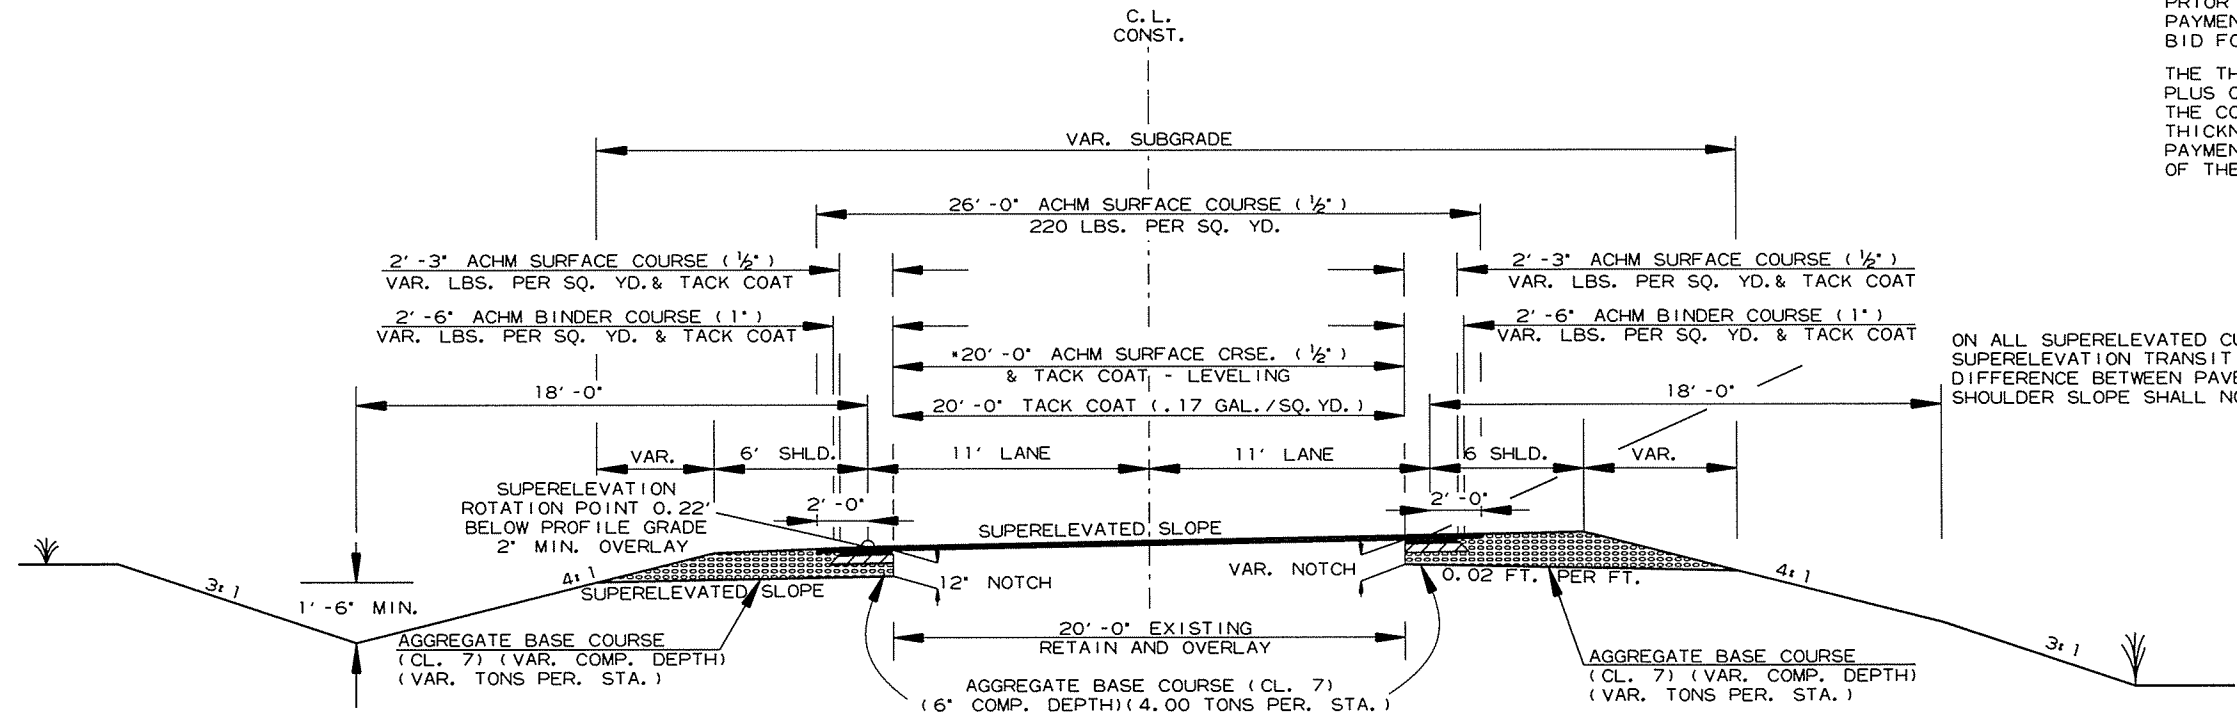 C.L.
CONST.
PRIOR
PAYMEN
BID FO
THE TH
PLUS O
THE CO
THICKN
PAYMEN
OF THE
VAR. SUBGRADE
26'-0" ACHM SURFACE COURSE (½")
220 LBS. PER SQ. YD.
2'-3" ACHM SURFACE COURSE (½")
VAR. LBS. PER SQ. YD.& TACK COAT
2'-3" ACHM SURFACE COURSE (½")
VAR. LBS. PER SQ. YD.& TACK COAT
2'-6" ACHM BINDER COURSE (1")
VAR. LBS. PER SQ. YD. & TACK COAT
2'-6" ACHM BINDER COURSE (1")
VAR. LBS. PER SQ. YD. & TACK COAT
*20'-0" ACHM SURFACE CRSE. (½")
& TACK COAT - LEVELING
20'-0" TACK COAT (.17 GAL./SQ.YD.)
ON ALL SUPERELEVATED CU
SUPERELEVATION TRANSIT
DIFFERENCE BETWEEN PAVE
SHOULDER SLOPE SHALL NO
18'-0"
18'-0"
VAR.
6' SHLD.
11' LANE
11' LANE
6 SHLD.
VAR.
SUPERELEVATION
ROTATION POINT 0.22'
BELOW PROFILE GRADE
2" MIN. OVERLAY
2'-0"
2'-0"
SUPERELEVATED SLOPE
3:1
1'-6" MIN.
4:1
SUPERELEVATED SLOPE
12" NOTCH
VAR. NOTCH
0.02 FT. PER FT.
4:1
3:1
AGGREGATE BASE COURSE
(CL. 7) (VAR. COMP. DEPTH)
(VAR. TONS PER. STA.)
20'-0" EXISTING
RETAIN AND OVERLAY
AGGREGATE BASE COURSE (CL. 7)
(6" COMP. DEPTH)(4.00 TONS PER. STA.)
AGGREGATE BASE COURSE
(CL. 7) (VAR. COMP. DEPTH)
(VAR. TONS PER. STA.)